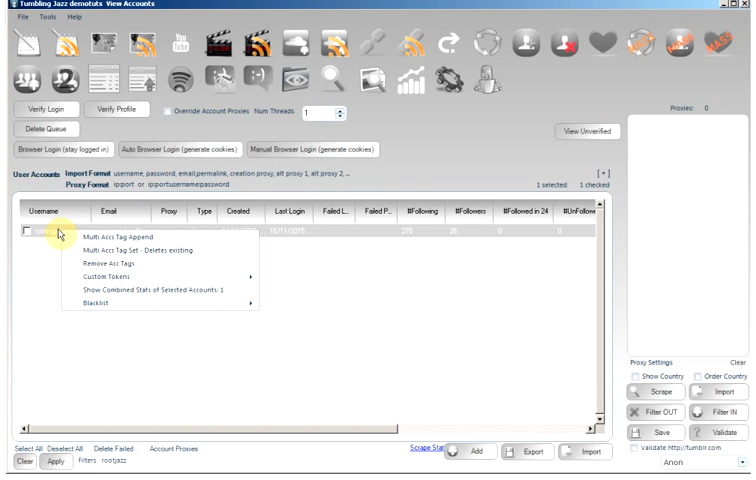 Tumbling Jazz demotuts View Accounts
File Tools Help
You
Tube
MASS
MASS
MASS
Verify Login
Verify Profile
Override Account Proxies
Num Threads
1
Proxies: 0
Delete Queue
View Unverified
Browser Login (stay logged in)
Auto Browser Login (generate cookies)
Manual Browser Login (generate cookies)
User Accounts Import Format username, password, email,permalink, creation proxy, alt proxy 1, alt proxy 2, ...
[+]
Proxy Format ip:port or ip:port:username:password
1 selected 1 checked
Username Email Proxy Type Created Last Login Failed L... Failed P... #Following #Followers #Followed in 24 #UnFollowe
16/11/2015... 276 26 0 0
Multi Accs Tag Append
Multi Accs Tag Set - Deletes existing
Remove Acc Tags
Custom Tokens
Show Combined Stats of Selected Accounts: 1
Blacklist
Proxy Settings Clear
Show Country Order Country
Scrape Import
Filter OUT Filter IN
Save Validate
Validate http://tumblr.com
Anon
Select All Deselect All Delete Failed Account Proxies
Scrape Stat
Add Export Import
Clear Apply Filters rootjazz